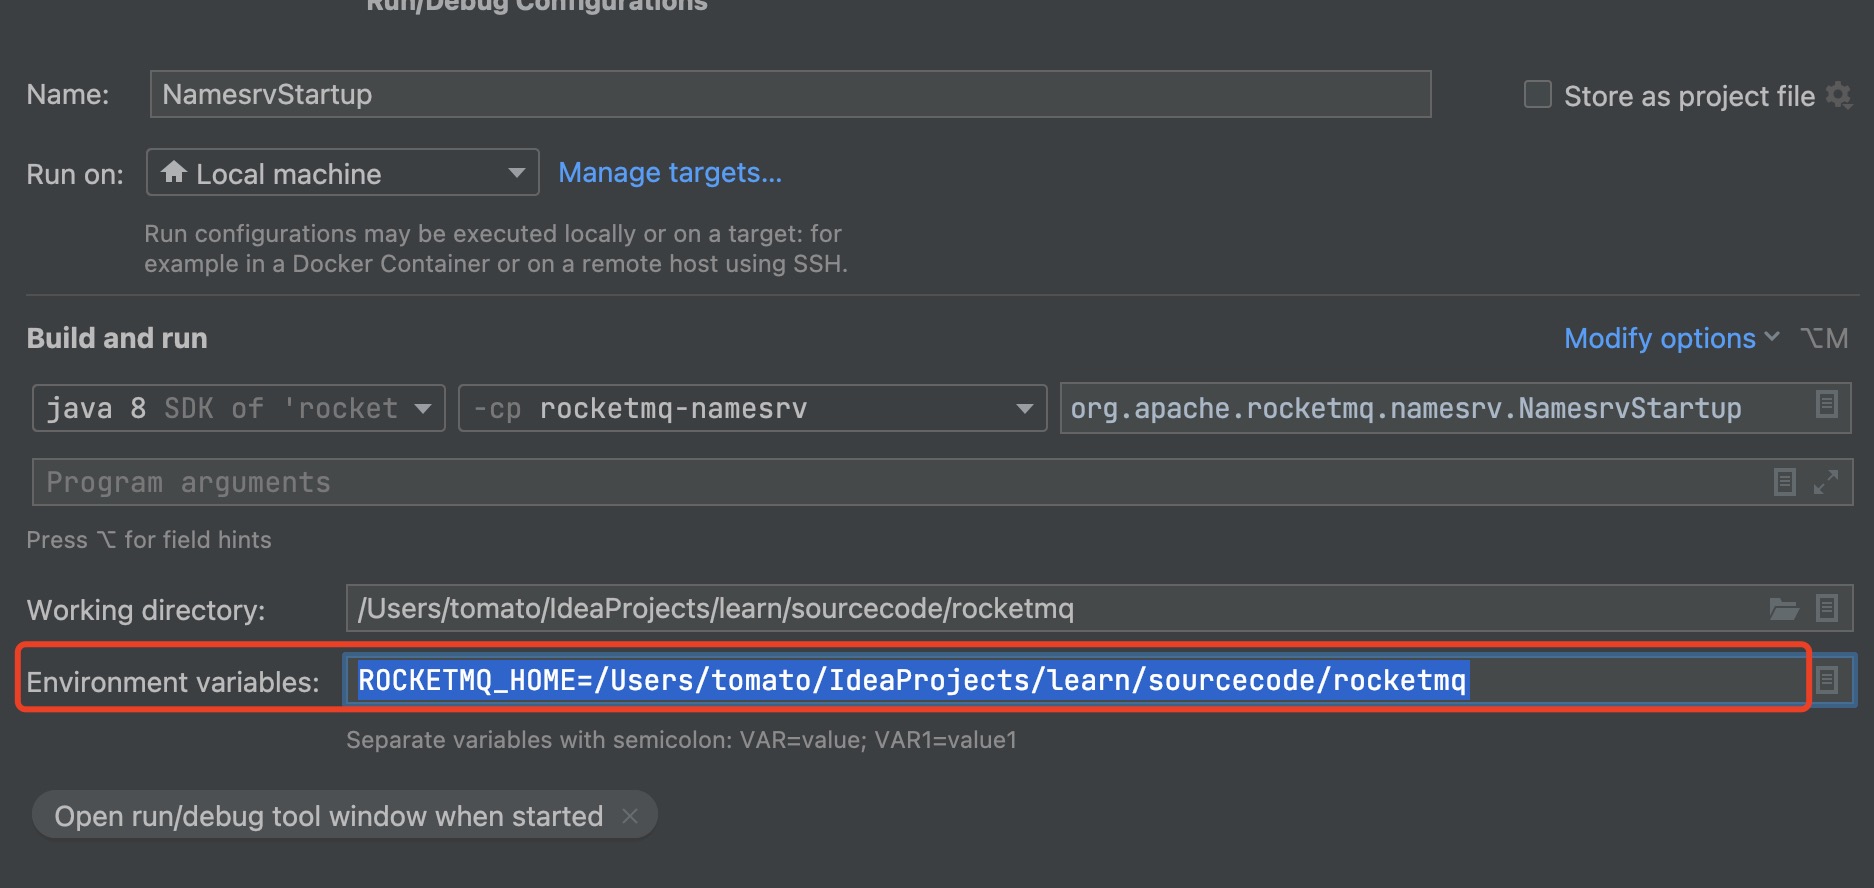 Run/Debug Configurations
Name: NamesrvStartup Store as project file
Run on: Local machine Manage targets...
Run configurations may be executed locally or on a target: for
example in a Docker Container or on a remote host using SSH.
Build and run Modify options ⌥M
java 8 SDK of 'rocket -cp rocketmq-namesrv org.apache.rocketmq.namesrv.NamesrvStartup
Program arguments
Press ⌥ for field hints
Working directory: /Users/tomato/IdeaProjects/learn/sourcecode/rocketmq
Environment variables: ROCKETMQ_HOME=/Users/tomato/IdeaProjects/learn/sourcecode/rocketmq
Separate variables with semicolon: VAR=value; VAR1=value1
Open run/debug tool window when started ×